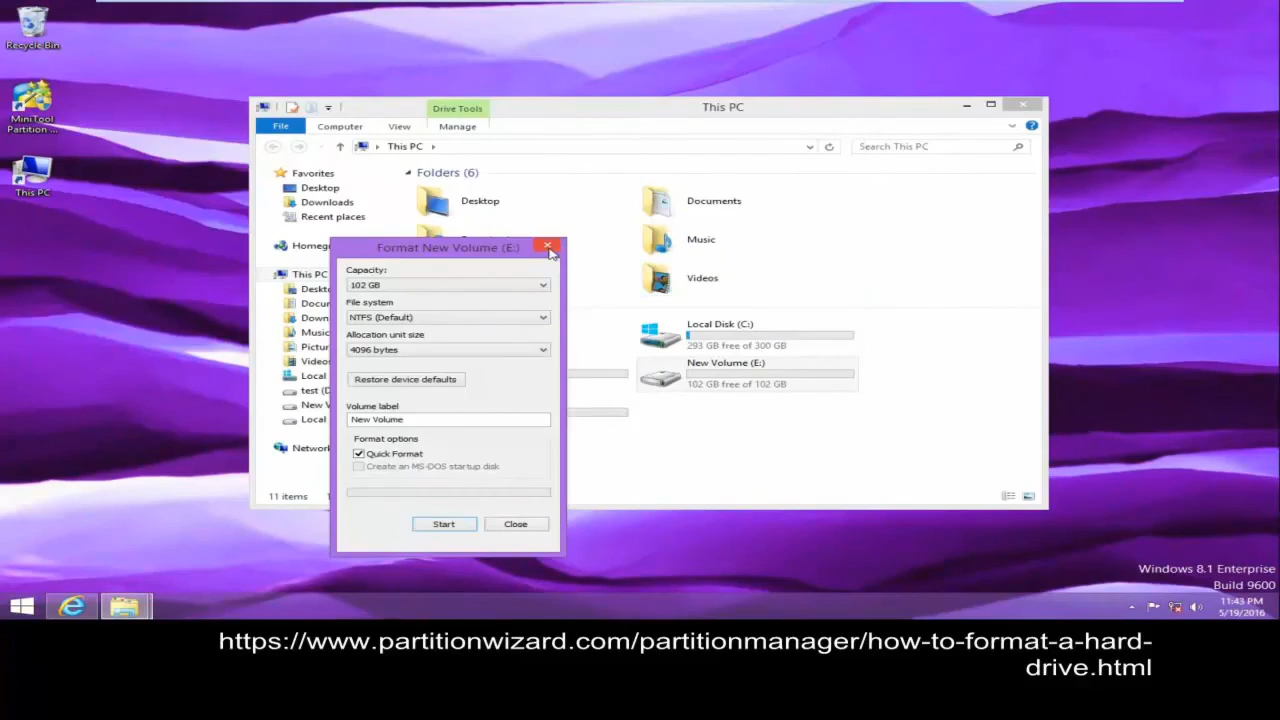 Recycle Bin
MiniTool
Partition ...
This PC
Drive Tools
This PC
File
Computer
View
Manage
This PC
Search This PC
Favorites
Desktop
Downloads
Recent places
Homegr
This PC
Deskto
Docum
Down
Music
Pictur
Videos
Local
test (D
New V
Local
Network
11 items
Folders (6)
Desktop
Documents
Music
Videos
Local Disk (C:)
293 GB free of 300 GB
New Volume (E:)
102 GB free of 102 GB
Format New Volume (E:)
Capacity:
102 GB
File system
NTFS (Default)
Allocation unit size
4096 bytes
Restore device defaults
Volume label
New Volume
Format options
Quick Format
Create an MS-DOS startup disk
Start
Close
Windows 8.1 Enterprise
Build 9600
11:43 PM
5/19/2016
https://www.partitionwizard.com/partitionmanager/how-to-format-a-hard-
drive.html